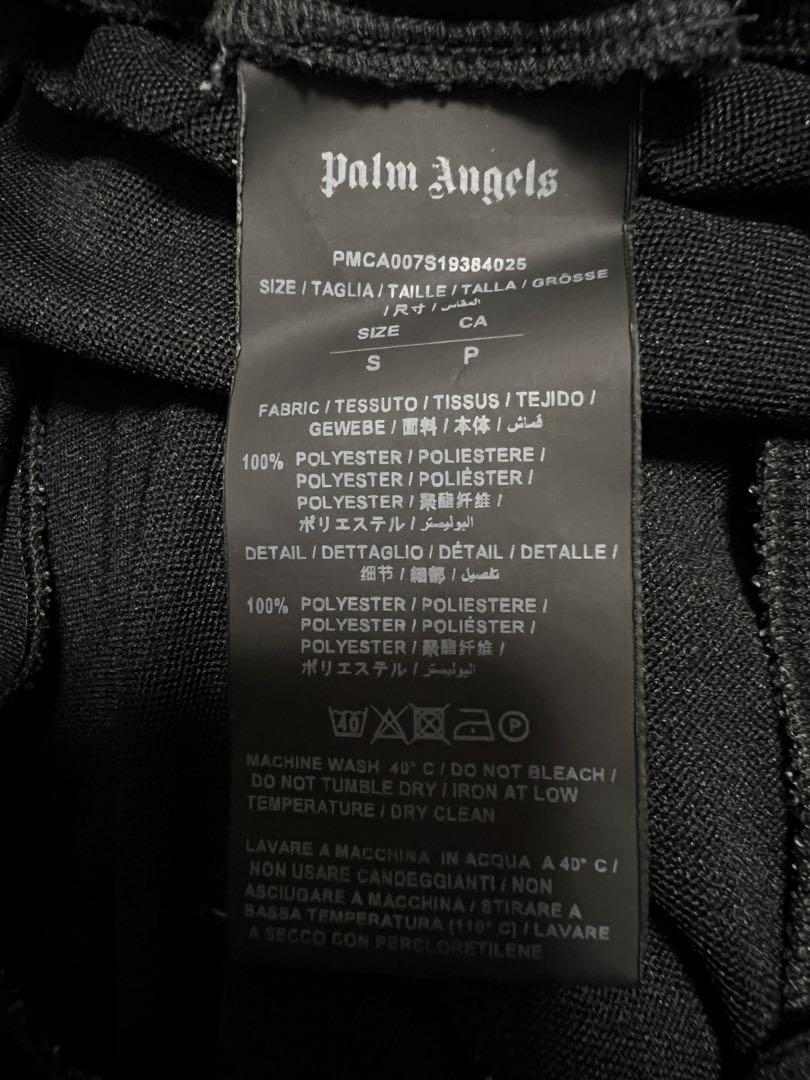 Palm Angels
PMCA007S19384025
SIZE / TAGLIA / TAILLE / TALLA / GRÖSSE
/ 尺寸 / المقاس
SIZE CA
S P
FABRIC / TESSUTO / TISSUS / TEJIDO /
GEWEBE / 面料 / 本体 / قماش
100% POLYESTER / POLIESTERE /
POLYESTER / POLIÉSTER /
POLYESTER / 聚酯纤维 /
ポリエステル / البوليستر
DETAIL / DETTAGLIO / DÉTAIL / DETALLE /
细节 / 細部 / تفصيل
100% POLYESTER / POLIESTERE /
POLYESTER / POLIÉSTER /
POLYESTER / 聚酯纤维 /
ポリエステル / البوليستر
40 P
MACHINE WASH 40° C / DO NOT BLEACH /
DO NOT TUMBLE DRY / IRON AT LOW
TEMPERATURE / DRY CLEAN
LAVARE A MACCHINA IN ACQUA A 40° C /
NON USARE CANDEGGIANTI / NON
ASCIUGARE A MACCHINA / STIRARE A
BASSA TEMPERATURA (110° C) / LAVARE
A SECCO CON PERCLORETILENE